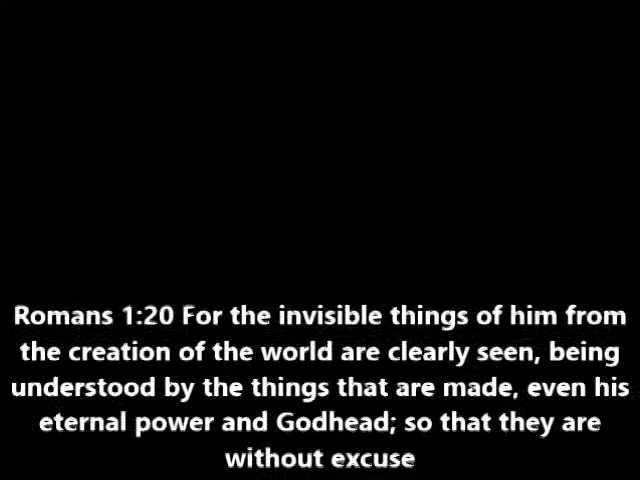 Romans 1:20 For the invisible things of him from
the creation of the world are clearly seen, being
understood by the things that are made, even his
eternal power and Godhead; so that they are
without excuse